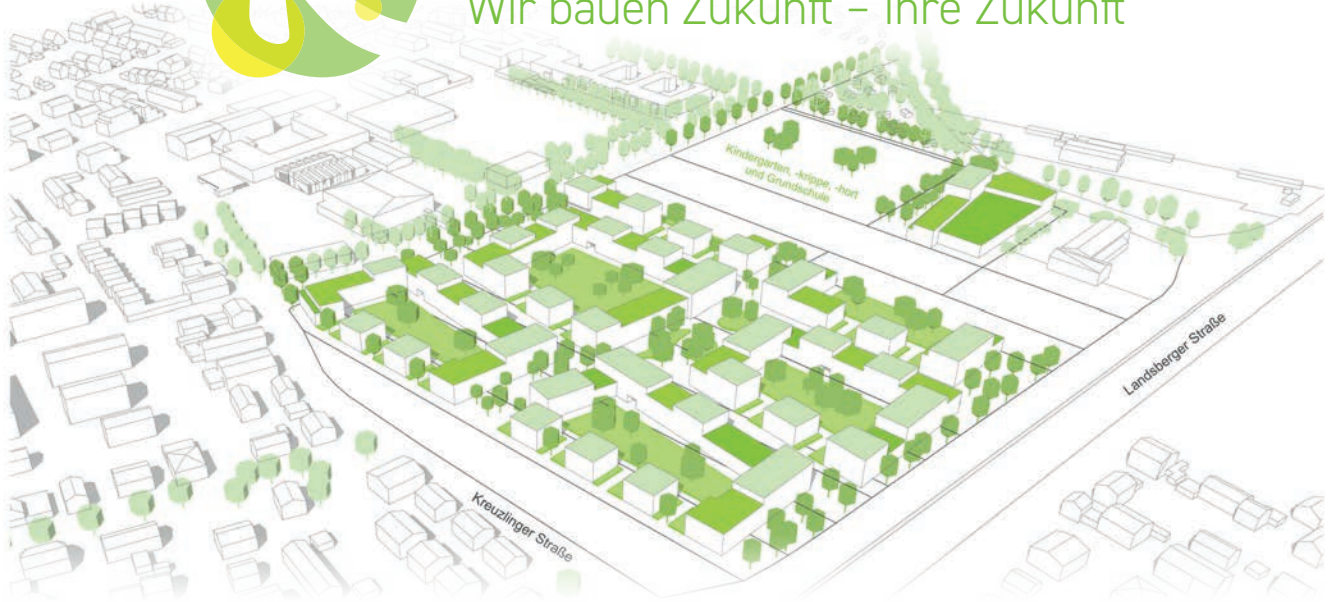 Wir bauen Zukunft – Ihre Zukunft
Kindergarten, -krippe, -hort
und Grundschule
Landsberger Straße
Kreuzlinger Straße